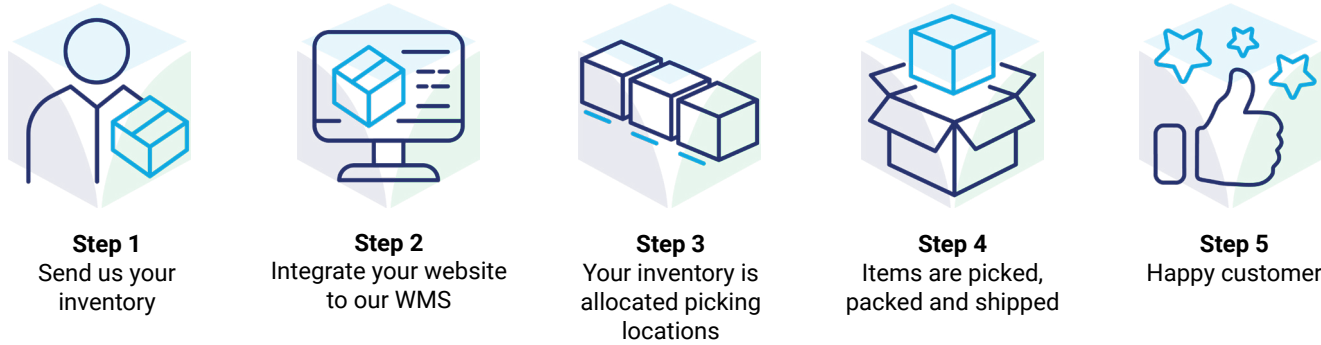 Step 1
Send us your
inventory
Step 2
Integrate your website
to our WMS
Step 3
Your inventory is
allocated picking
locations
Step 4
Items are picked,
packed and shipped
Step 5
Happy customer